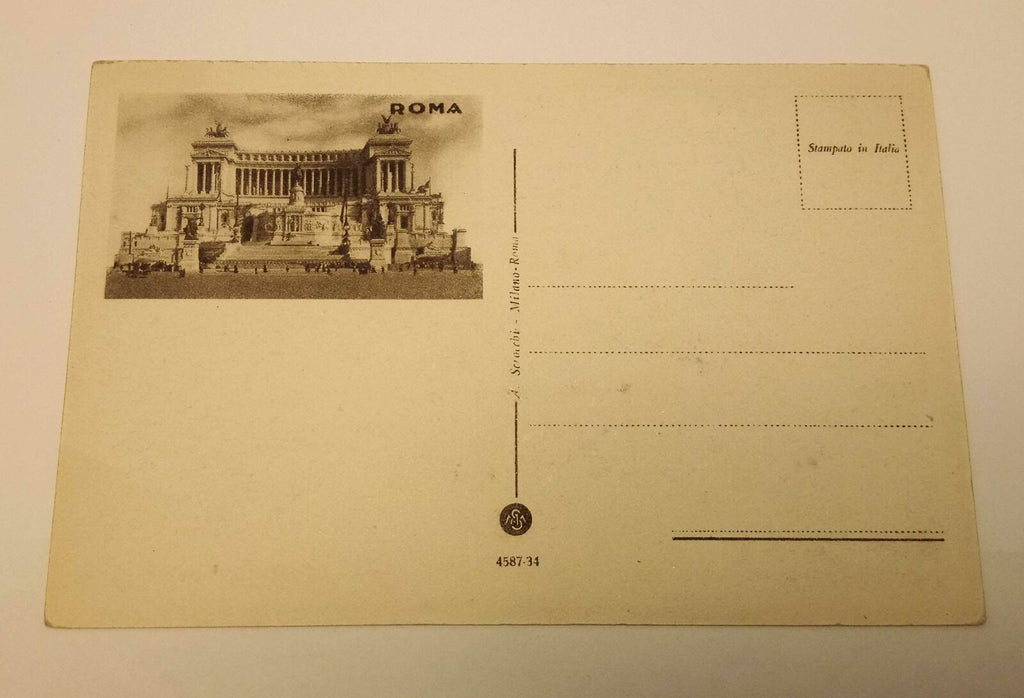 ROMA
Stampato in Italia
A. Scrocchi - Milano-Roma
4587-34